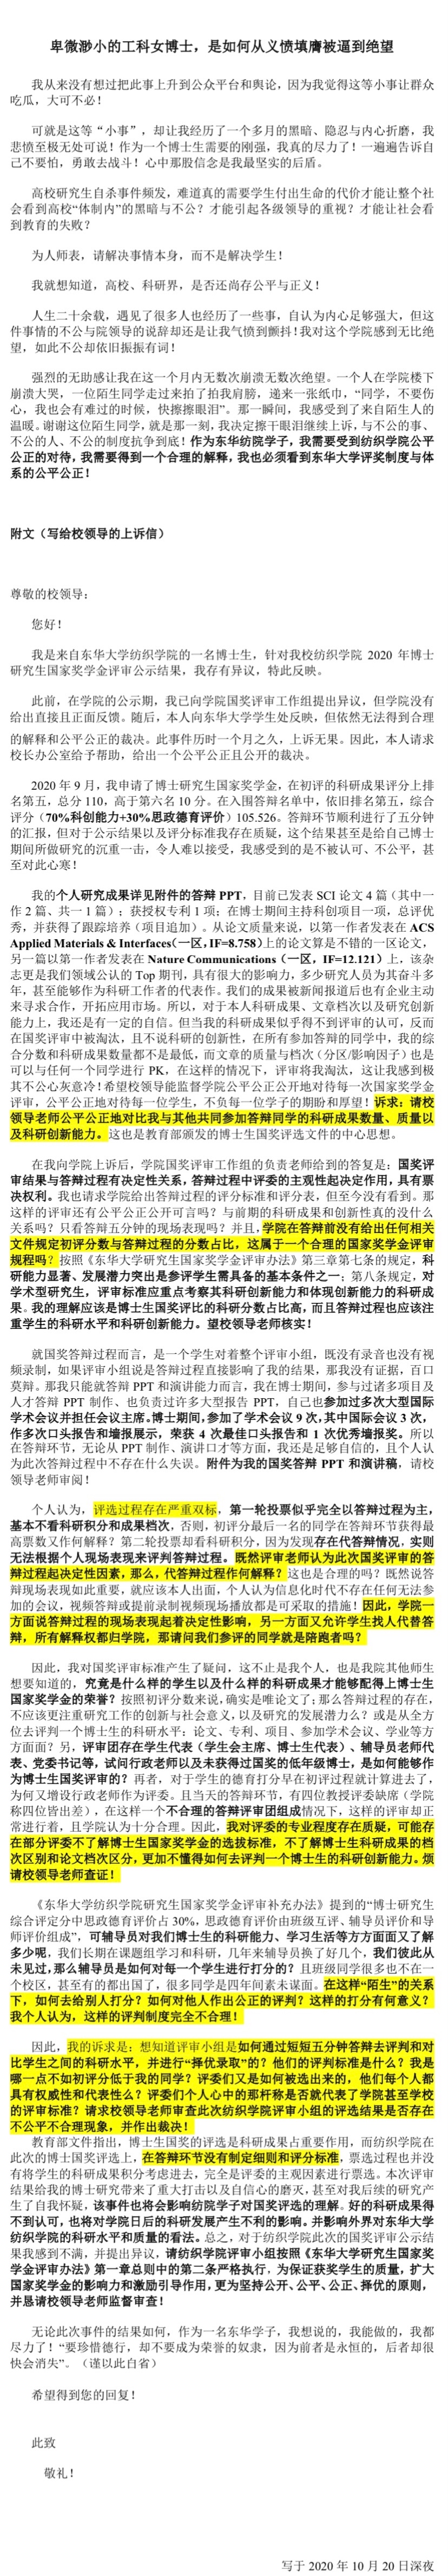 卑微渺小的工科女博士，是如何从义愤填膺被逼到绝望
我从来没有想过把此事上升到公众平台和舆论，因为我觉得这等小事让群众
吃瓜，大可不必！
可就是这等“小事”，却让我经历了一个多月的黑暗、隐忍与内心折磨，我
悲愤至极无处可说！作为一个博士生需要的刚强，我真的尽力了！一遍遍告诉自
己不要怕，勇敢去战斗！心中那股信念是我最坚实的后盾。
高校研究生自杀事件频发，难道真的需要学生付出生命的代价才能让整个社
会看到高校“体制内”的黑暗与不公？才能引起各级领导的重视？才能让社会看
到教育的失败？
为人师表，请解决事情本身，而不是解决学生！
我就想知道，高校、科研界，是否还尚存公平与正义！
人生二十余载，遇见了很多人也经历了一些事，自认为内心足够强大，但这
件事情的不公与院领导的说辞却还是让我气愤到颤抖！我对这个学院感到无比绝
望，如此不公却依旧振振有词！
强烈的无助感让我在这一个月内无数次崩溃无数次绝望。一个人在学院楼下
崩溃大哭，一位陌生同学走过来拍了拍我肩膀，递来一张纸巾，“同学，不要伤
心，我也会有难过的时候，快擦擦眼泪”。那一瞬间，我感受到了来自陌生人的
温暖。谢谢这位陌生同学，就是那一刻，我决定擦干眼泪继续上诉，与不公的事、
不公的人、不公的制度抗争到底！作为东华纺院学子，我需要受到纺织学院公平
公正的对待，我需要得到一个合理的解释，我也必须看到东华大学评奖制度与体
系的公平公正！
附文（写给校领导的上诉信）
尊敬的校领导：
您好！
我是来自东华大学纺织学院的一名博士生，针对我校纺织学院 2020 年博士
研究生国家奖学金评审公示结果，我存有异议，特此反映。
此前，在学院的公示期，我已向学院国奖评审工作组提出异议，但学院没有
给出直接且正面反馈。随后，本人向东华大学学生处反映，但依然无法得到合理
的解释和公平公正的裁决。此事件历时一个月之久，上诉无果。因此，本人请求
校长办公室给予帮助，给出一个公平公正且公开的裁决。
2020 年 9 月，我申请了博士研究生国家奖学金，在初评的科研成果评分上排
名第五，总分 110，高于第六名 10 分。在入围答辩名单中，依旧排名第五，综合
评分（70%科创能力+30%思政德育评价）105.526。答辩环节顺利进行了五分钟
的汇报，但对于公示结果以及评分标准我存在质疑，这个结果甚至是给自己博士
期间所做研究的沉重一击，令人难以接受，我感受到的是不被认可、不公平，甚
至对此心寒！
我的个人研究成果详见附件的答辩 PPT，目前已发表 SCI 论文 4 篇（其中一
作 2 篇、共一 1 篇）；获授权专利 1 项；在博士期间主持科创项目一项，总评优
秀，并获得了跟踪培养（项目追加）。从论文质量来说，以第一作者发表在 ACS
Applied Materials & Interfaces（一区，IF=8.758）上的论文算是不错的一区论文，
另一篇以第一作者发表在 Nature Communications（一区，IF=12.121）上，该杂
志更是我们领域公认的 Top 期刊，具有很大的影响力，多少研究人员为其奋斗多
年，甚至能够作为科研工作者的代表作。我们的成果被新闻报道后也有企业主动
来寻求合作，开拓应用市场。所以，对于本人科研成果、文章档次以及研究创新
能力上，我还是有一定的自信。但当我的科研成果似乎得不到评审的认可，反而
在国奖评审中被淘汰，且不说科研的创新性，在所有参加答辩的同学中，我的综
合分数和科研成果数量都不是最低，而文章的质量与档次（分区/影响因子）也是
可以与任何一个同学进行 PK，在这样的情况下，评审将我淘汰，这让我感到极
其不公心灰意冷！希望校领导能监督学院公平公正公开地对待每一次国家奖学金
评审，公平公正地对待每一位学生，不负每一位学子的期盼和厚望！诉求：请校
领导老师公平公正地对比我与其他共同参加答辩同学的科研成果数量、质量以
及科研创新能力。这也是教育部颁发的博士生国奖评选文件的中心思想。
在我向学院上诉后，学院国奖评审工作组的负责老师给到的答复是：国奖评
审结果与答辩过程有决定性关系，答辩过程中评委的主观性起决定作用，具有票
决权利。我也请求学院给出答辩过程的评分标准和评分表，但至今没有看到。那
这样的评审还有公平公正公开可言吗？与前期的科研成果和创新性真的没什么
关系吗？只看答辩五分钟的现场表现吗？并且，学院在答辩前没有给出任何相关
文件规定初评分数与答辩过程的分数占比，这属于一个合理的国家奖学金评审
规程吗？按照《东华大学研究生国家奖学金评审办法》第三章第七条的规定，科
研能力显著、发展潜力突出是参评学生需具备的基本条件之一；第八条规定，对
学术型研究生，评审标准应重点考察其科研创新能力和体现创新能力的科研成
果。我的理解应该是博士生国奖评比的科研分数占比高，而且答辩过程也应该注
重学生的科研水平和科研创新能力。望校领导老师核实！
就国奖答辩过程而言，是一个学生对着整个评审小组，既没有录音也没有视
频录制，如果评审小组说是答辩过程直接影响了我的结果，那我没有证据，百口
莫辩。那我只能就答辩 PPT 和演讲能力而言，我在博士期间，参与过诸多项目及
人才答辩 PPT 制作、也负责过许多大型报告 PPT，自己也参加过多次大型国际
学术会议并担任会议主席。博士期间，参加了学术会议 9 次，其中国际会议 3 次，
作多次口头报告和墙报展示，荣获 4 次最佳口头报告和 1 次优秀墙报奖。所以
在答辩环节，无论从 PPT 制作、演讲口才等方面，我还是足够自信的，且个人认
为此次答辩过程中不存在什么失误。附件为我的国奖答辩 PPT 和演讲稿，请校
领导老师审阅！
个人认为，评选过程存在严重双标，第一轮投票似乎完全以答辩过程为主，
基本不看科研积分和成果档次，否则，初评分最后一名的同学在答辩环节获得最
高票数又作何解释？第二轮投票却看科研积分，因为发现存在代答辩情况，实则
无法根据个人现场表现来评判答辩过程。既然评审老师认为此次国奖评审的答
辩过程起决定性因素，那么，代答辩过程作何解释？这也是合理的吗？既然说答
辩现场表现如此重要，就应该本人出面，个人认为信息化时代不存在任何无法参
加的会议，视频答辩或提前录制视频现场播放都是可采取的措施！因此，学院一
方面说答辩过程的现场表现起着决定性影响，另一方面又允许学生找人代替答
辩，所有解释权都归学院，那请问我们参评的同学就是陪跑者吗？
因此，我对国奖评审标准产生了疑问，这不止是我个人，也是我院其他师生
想要知道的，究竟是什么样的学生以及什么样的科研成果才能够配得上博士生
国家奖学金的荣誉？按照初评分数来说，确实是唯论文了；那么答辩过程的存在，
不应该更注重研究工作的创新与社会意义，以及研究的发展潜力么？或是从全方
位去评判一个博士生的科研水平：论文、专利、项目、参加学术会议、学业等方
方面面？另，评审团存在学生代表（学生会主席、博士生代表）、辅导员老师代
表、党委书记等，试问行政老师以及未获得过国奖的低年级博士，是如何能够作
为博士生国奖评审的？再者，对于学生的德育打分早在初评过程就计算进去了，
为何又增设行政老师作为评委。且当天的答辩环节，有四位教授评委缺席（学院
称四位皆出差），在这样一个不合理的答辩评审团组成情况下，这样的评审却正
常进行着，且学院认为十分合理。因此，我对评委的专业程度存在质疑，可能存
在部分评委不了解博士生国家奖学金的选拔标准，不了解博士生科研成果的档
次区别和论文档次区分，更加不懂得如何去评判一个博士生的科研创新能力。烦
请校领导老师查证！
《东华大学纺织学院研究生国家奖学金评审补充办法》提到的“博士研究生
综合评定分中思政德育评价占 30%，思政德育评价由班级互评、辅导员评价和导
师评价组成”，可辅导员对我们博士生的科研能力、学习生活等方方面面又了解
多少呢，我们长期在课题组学习和科研，几年来辅导员换了好几个，我们彼此从
未见过，那么辅导员是如何对每一个学生进行打分的？且班级同学很多也不在一
个校区，甚至有的都出国了，很多同学是四年间素未谋面。在这样“陌生”的关系
下，如何去给别人打分？如何对他人作出公正的评判？这样的打分有何意义？
我个人认为，这样的评判制度完全不合理！
因此，我的诉求是：想知道评审小组是如何通过短短五分钟答辩去评判和对
比学生之间的科研水平，并进行“择优录取”的？他们的评判标准是什么？我是
哪一点不如初评分低于我的同学？评委们又是如何被选出来的，他们每个人都
具有权威性和代表性么？评委们个人心中的那杆称是否就代表了学院甚至学校
的评审标准？请求校领导老师审查此次纺织学院评审小组的评选结果是否存在
不公平不合理现象，并作出裁决！
教育部文件指出，博士生国奖的评选是科研成果占重要作用，而纺织学院在
此次的博士国奖评选上，在答辩环节没有制定细则和评分标准，票选过程也并没
有将学生的科研成果积分考虑进去，完全是评委的主观因素进行票选。本次评审
结果给我的博士研究带来了重大打击以及自信心的磨灭，甚至对我后续的研究产
生了自我怀疑，该事件也将会影响纺院学子对国奖评选的理解。好的科研成果得
不到认可，也将对学院日后的科研发展产生不利的影响。并影响外界对东华大学
纺织学院的科研水平和质量的看法。总之，对于纺织学院此次的国奖评审公示结
果我感到不满，并提出异议，请纺织学院评审小组按照《东华大学研究生国家奖
学金评审办法》第一章总则中的第二条严格执行，为保证获奖学生的质量，扩大
国家奖学金的影响力和激励引导作用，更为坚持公开、公平、公正、择优的原则，
并恳请校领导老师监督审查！
无论此次事件的结果如何，作为一名东华学子，我想说的，我能做的，我都
尽力了！“要珍惜德行，却不要成为荣誉的奴隶，因为前者是永恒的，后者却很
快会消失”。（谨以此自省）
希望得到您的回复！
此致
敬礼！
写于 2020 年 10 月 20 日深夜